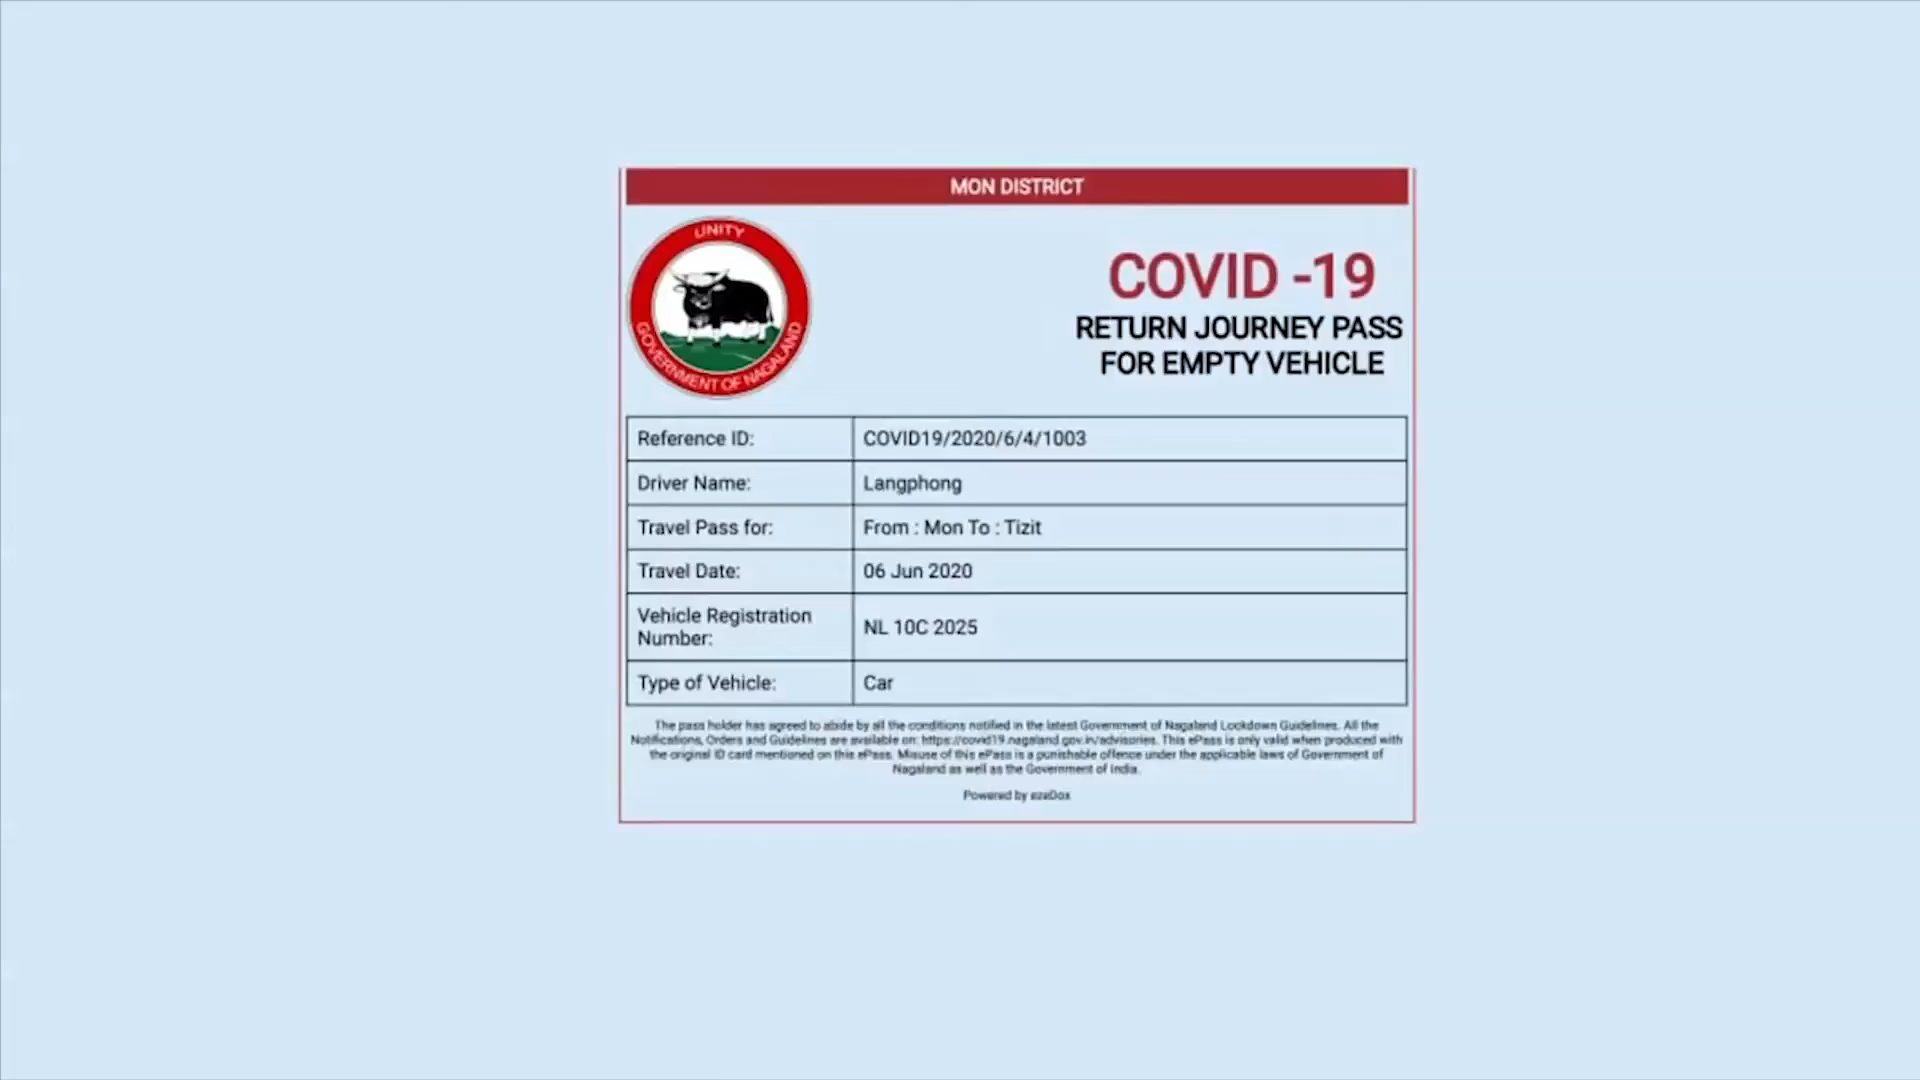 MON DISTRICT
UNITY
GOVERNMENT OF NAGALAND
COVID -19
RETURN JOURNEY PASS
FOR EMPTY VEHICLE
Reference ID: COVID19/2020/6/4/1003
Driver Name: Langphong
Travel Pass for: From : Mon To : Tizit
Travel Date: 06 Jun 2020
Vehicle Registration
Number: NL 10C 2025
Type of Vehicle: Car
The pass holder has agreed to abide by all the conditions notified in the latest Government of Nagaland Lockdown Guidelines. All the
Notifications, Orders and Guidelines are available on: https://covid19.nagaland.gov.in/advisories. This ePass is only valid when produced with
the original ID card mentioned on this ePass. Misuse of this ePass is a punishable offence under the applicable laws of Government of
Nagaland as well as the Government of India.
Powered by ezeDox